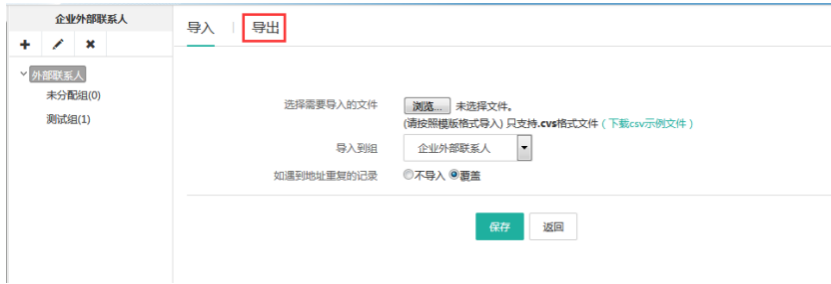 企业外部联系人
外部联系人
未分配组(0)
测试组(1)
导入 导出
选择需要导入的文件 浏览... 未选择文件。
(请按照模版格式导入) 只支持.cvs格式文件 ( 下载csv示例文件 )
导入到组 企业外部联系人
如遇到地址重复的记录 不导入 覆盖
保存 返回